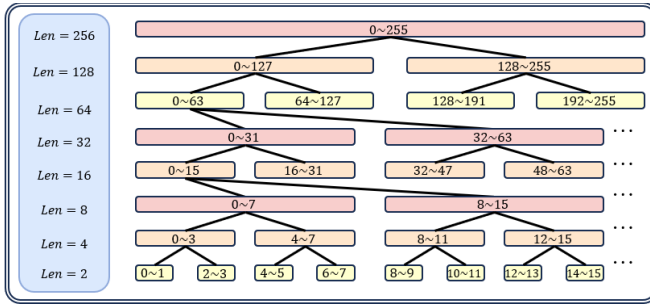 Len = 256 0~255
Len = 128 0~127 128~255
Len = 64 0~63 64~127 128~191 192~255
Len = 32 0~31 32~63 ...
Len = 16 0~15 16~31 32~47 48~63 ...
Len = 8 0~7 8~15 ...
Len = 4 0~3 4~7 8~11 12~15 ...
Len = 2 0~1 2~3 4~5 6~7 8~9 10~11 12~13 14~15 ...